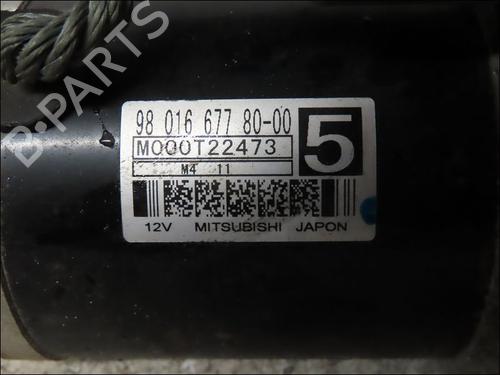 B-PARTS
98 016 677 80-00
5
M000T22473
M4 11
12V MITSUBISHI JAPON